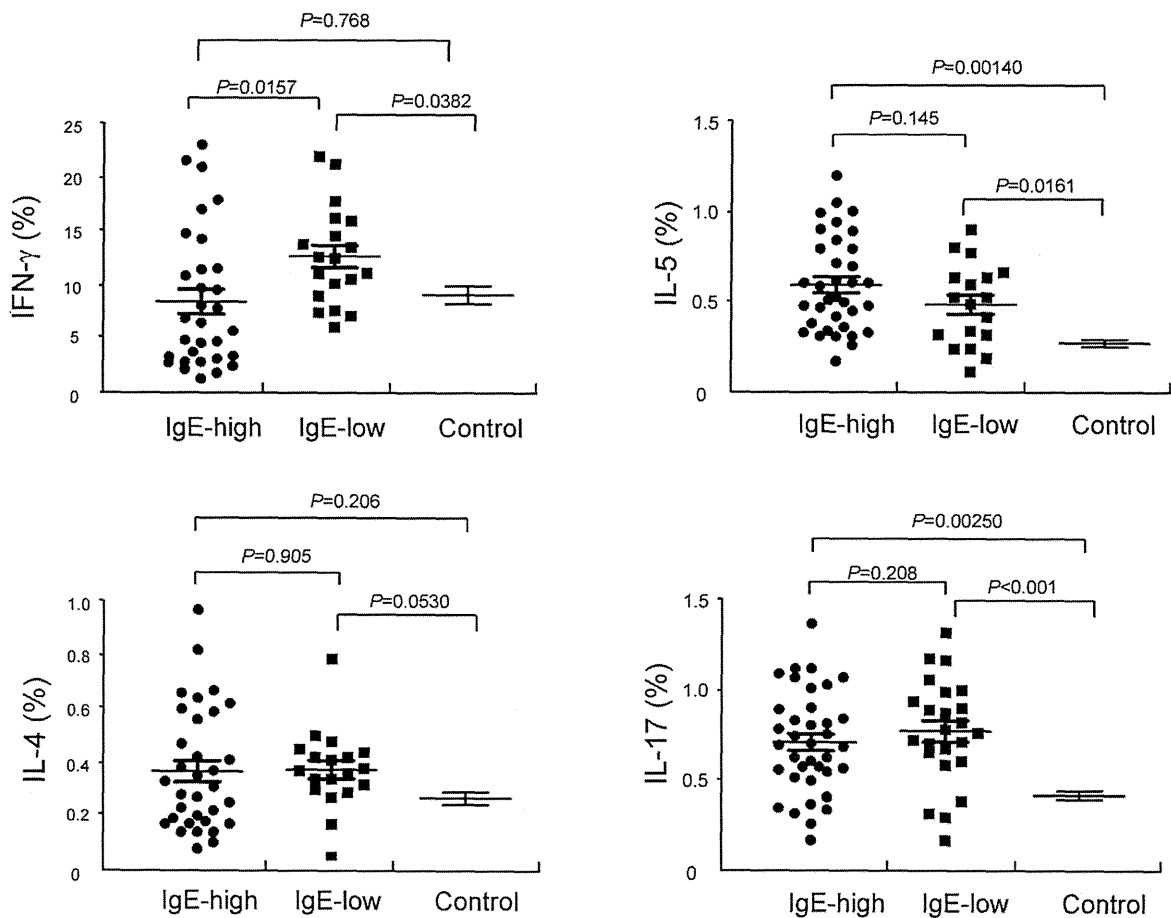 P=0.768
P=0.0157
P=0.0382
IFN-γ (%)
25
20
15
10
5
0
IgE-high
IgE-low
Control
P=0.00140
P=0.145
P=0.0161
IL-5 (%)
1.5
1.0
0.5
0
IgE-high
IgE-low
Control
P=0.206
P=0.905
P=0.0530
IL-4 (%)
1.0
0.8
0.6
0.4
0.2
0
IgE-high
IgE-low
Control
P=0.00250
P=0.208
P<0.001
IL-17 (%)
1.5
1.0
0.5
0
IgE-high
IgE-low
Control